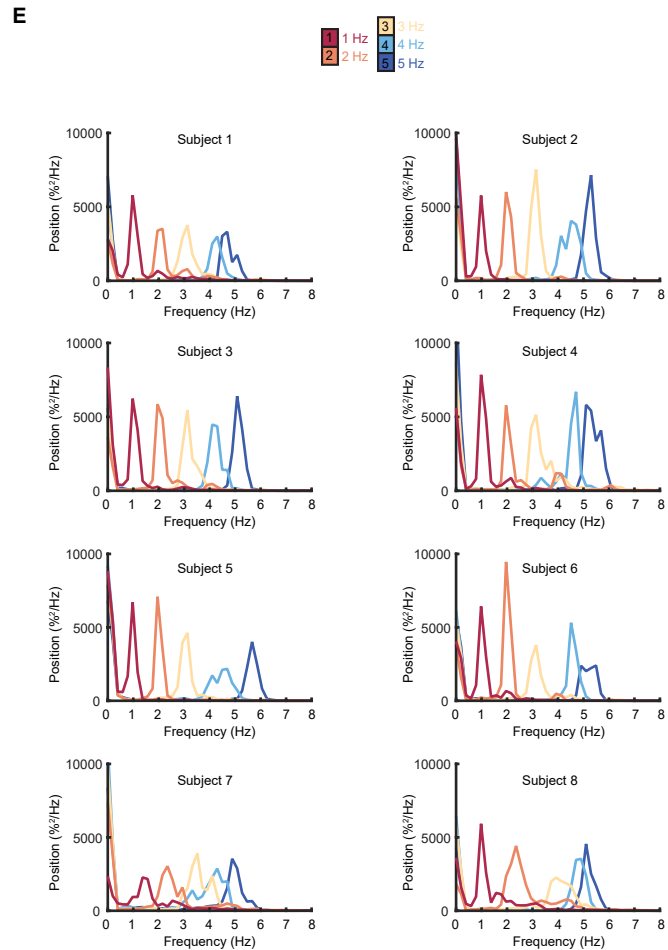 E
1 1 Hz
2 2 Hz
3 3 Hz
4 4 Hz
5 5 Hz
Subject 1
Position (%²/Hz)
10000
5000
0
0 1 2 3 4 5 6 7 8
Frequency (Hz)
Subject 2
Position (%²/Hz)
10000
5000
0
0 1 2 3 4 5 6 7 8
Frequency (Hz)
Subject 3
Position (%²/Hz)
10000
5000
0
0 1 2 3 4 5 6 7 8
Frequency (Hz)
Subject 4
Position (%²/Hz)
10000
5000
0
0 1 2 3 4 5 6 7 8
Frequency (Hz)
Subject 5
Position (%²/Hz)
10000
5000
0
0 1 2 3 4 5 6 7 8
Frequency (Hz)
Subject 6
Position (%²/Hz)
10000
5000
0
0 1 2 3 4 5 6 7 8
Frequency (Hz)
Subject 7
Position (%²/Hz)
10000
5000
0
0 1 2 3 4 5 6 7 8
Frequency (Hz)
Subject 8
Position (%²/Hz)
10000
5000
0
0 1 2 3 4 5 6 7 8
Frequency (Hz)